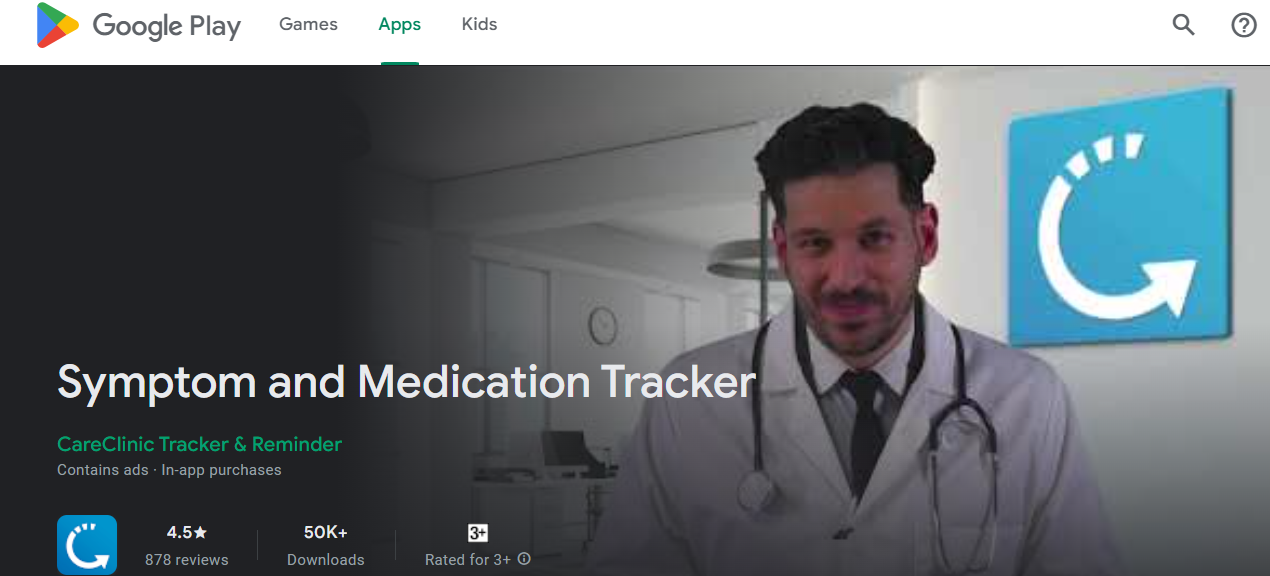 Google Play Games Apps Kids
Symptom and Medication Tracker
CareClinic Tracker & Reminder
Contains ads · In-app purchases
4.5★ 50K+ 3+
878 reviews Downloads Rated for 3+